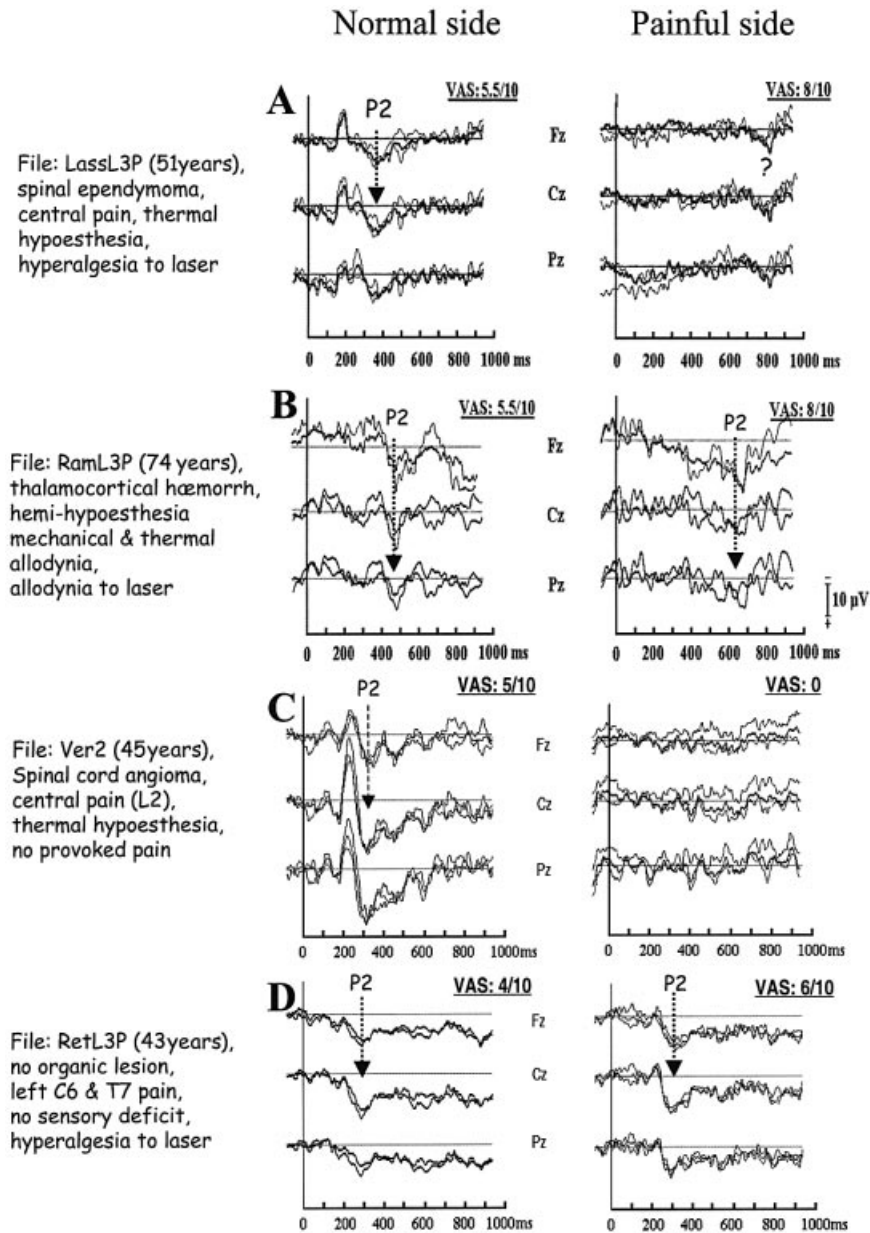 Normal side
Painful side
A
P2
VAS: 5.5/10
VAS: 8/10
File: LassL3P (51years),
spinal ependymoma,
central pain, thermal
hypoesthesia,
hyperalgesia to laser
Fz
Cz
Pz
?
0 200 400 600 800 1000 ms
0 200 400 600 800 1000 ms
B
P2
VAS: 5.5/10
P2
VAS: 8/10
File: RamL3P (74 years),
thalamocortical hæmorrh,
hemi-hypoesthesia
mechanical & thermal
allodynia,
allodynia to laser
Fz
Cz
Pz
10 µV
0 200 400 600 800 1000 ms
0 200 400 600 800 1000 ms
C
P2
VAS: 5/10
VAS: 0
File: Ver2 (45years),
Spinal cord angioma,
central pain (L2),
thermal hypoesthesia,
no provoked pain
Fz
Cz
Pz
0 200 400 600 800 1000ms
0 200 400 600 800 1000ms
D
P2
VAS: 4/10
P2
VAS: 6/10
File: RetL3P (43years),
no organic lesion,
left C6 & T7 pain,
no sensory deficit,
hyperalgesia to laser
Fz
Cz
Pz
0 200 400 600 800 1000ms
0 200 400 600 800 1000ms